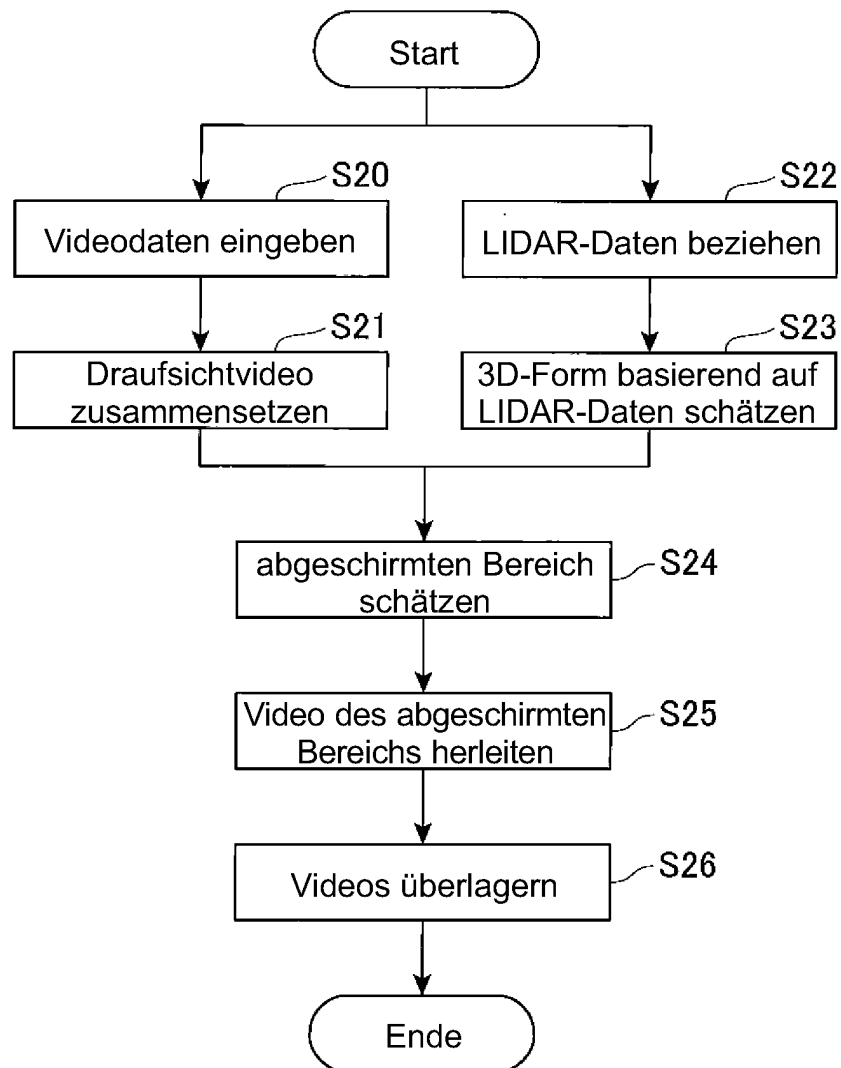 Start
S20
Videodaten eingeben
S22
LIDAR-Daten beziehen
S21
Draufsichtvideo
zusammensetzen
S23
3D-Form basierend auf
LIDAR-Daten schätzen
S24
abgeschirmten Bereich
schätzen
S25
Video des abgeschirmten
Bereichs herleiten
S26
Videos überlagern
Ende